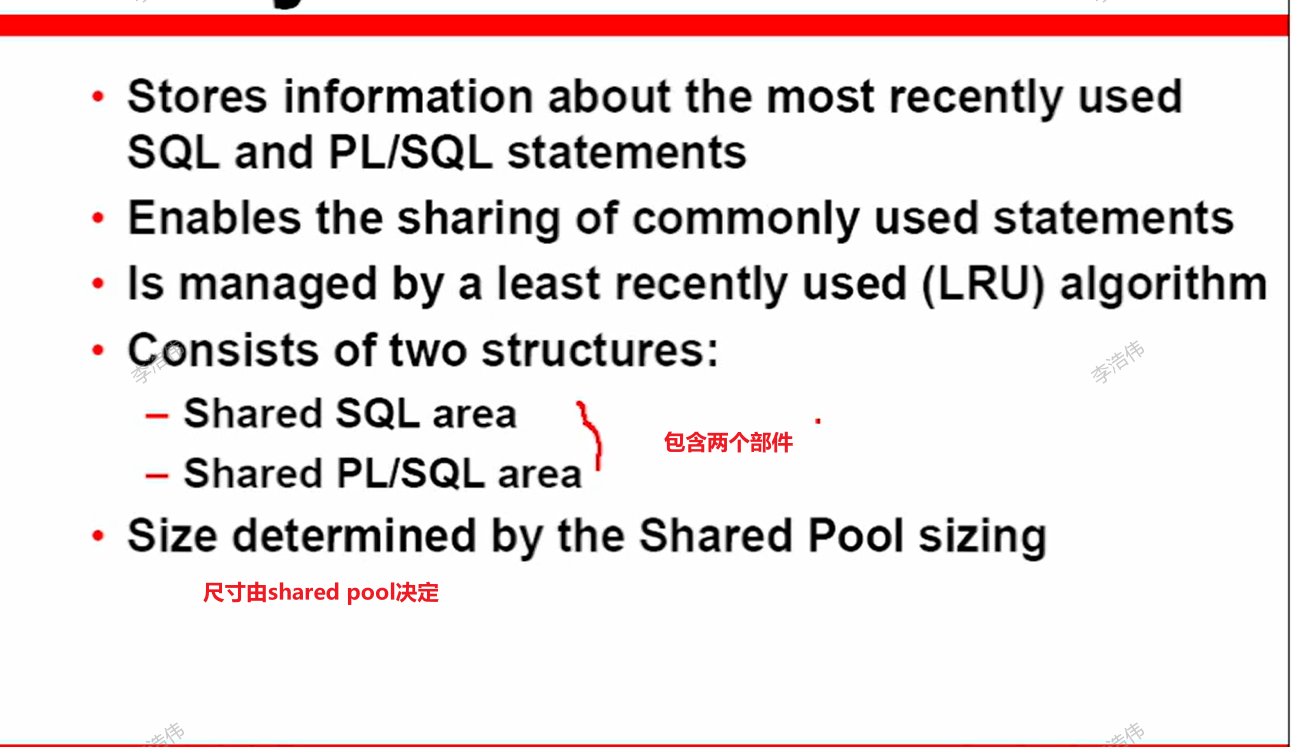 • Stores information about the most recently used
SQL and PL/SQL statements
• Enables the sharing of commonly used statements
• Is managed by a least recently used (LRU) algorithm
• Consists of two structures:
李浩伟
李浩伟
– Shared SQL area
包含两个部件
– Shared PL/SQL area
• Size determined by the Shared Pool sizing
尺寸由shared pool决定
浩伟
浩伟